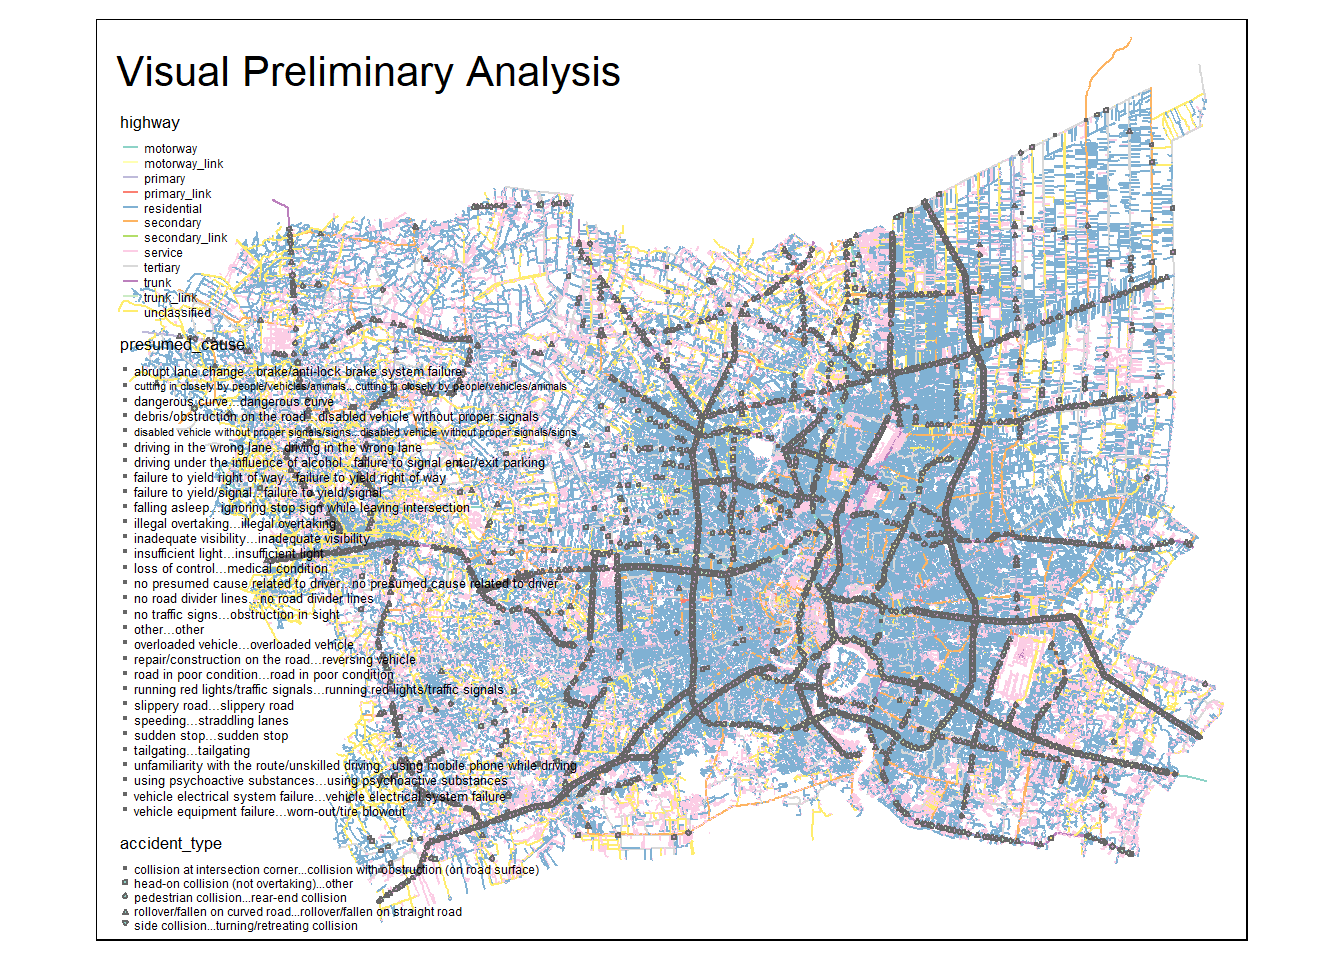 Visual Preliminary Analysis
highway
motorway
motorway_link
primary
primary_link
residential
secondary
secondary_link
service
tertiary
trunk
trunk_link
unclassified
presumed_cause
abrupt lane change...brake/anti-lock brake system failure
cutting in closely by people/vehicles/animals...cutting in closely by people/vehicles/animals
dangerous curve...dangerous curve
debris/obstruction on the road...disabled vehicle without proper signals
disabled vehicle without proper signals/signs...disabled vehicle without proper signals/signs
driving in the wrong lane...driving in the wrong lane
driving under the influence of alcohol...failure to signal enter/exit parking
failure to yield right of way...failure to yield right of way
failure to yield/signal...failure to yield/signal
falling asleep...ignoring stop sign while leaving intersection
illegal overtaking...illegal overtaking
inadequate visibility...inadequate visibility
insufficient light...insufficient light
loss of control...medical condition
no presumed cause related to driver...no presumed cause related to driver
no road divider lines...no road divider lines
no traffic signs...obstruction in sight
other...other
overloaded vehicle...overloaded vehicle
repair/construction on the road...reversing vehicle
road in poor condition...road in poor condition
running red lights/traffic signals...running red lights/traffic signals
slippery road...slippery road
speeding...straddling lanes
sudden stop...sudden stop
tailgating...tailgating
unfamiliarity with the route/unskilled driving...using mobile phone while driving
using psychoactive substances...using psychoactive substances
vehicle electrical system failure...vehicle electrical system failure
vehicle equipment failure...worn-out/tire blowout
accident_type
collision at intersection corner...collision with obstruction (on road surface)
head-on collision (not overtaking)...other
pedestrian collision...rear-end collision
rollover/fallen on curved road...rollover/fallen on straight road
side collision...turning/retreating collision